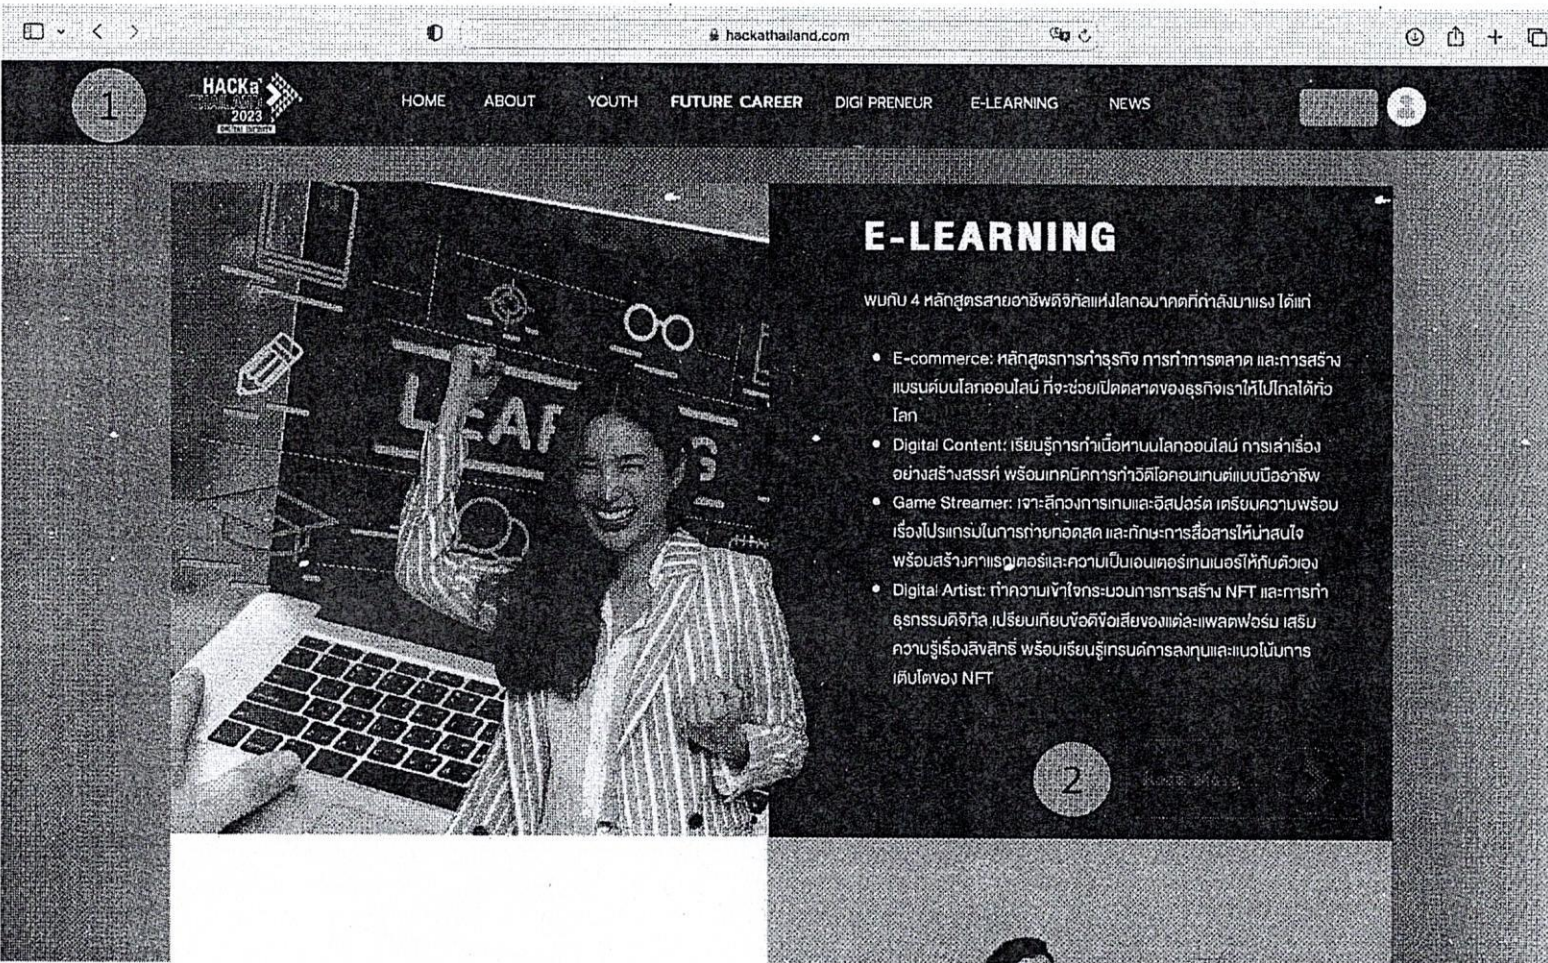 hackathailand.com
1
HACKa
THAILAND
2023
DIGITAL INFINITY
HOME ABOUT YOUTH FUTURE CAREER DIGI PRENEUR E-LEARNING NEWS
E-LEARNING
พบกับ 4 หลักสูตรสายอาชีพดิจิทัลแห่งโลกอนาคตที่กำลังมาแรง ได้แก่
• E-commerce: หลักสูตรการทำธุรกิจ การทำการตลาด และการสร้าง
แบรนด์บนโลกออนไลน์ ที่จะช่วยเปิดตลาดของธุรกิจเราให้ไปไกลได้ทั่ว
โลก
• Digital Content: เรียนรู้การทำเนื้อหาบนโลกออนไลน์ การเล่าเรื่อง
อย่างสร้างสรรค์ พร้อมเทคนิคการทำวิดีโอคอนเทนต์แบบมืออาชีพ
• Game Streamer: เจาะลึกวงการเกมและอีสปอร์ต เตรียมความพร้อม
เรื่องโปรแกรมในการถ่ายทอดสด และทักษะการสื่อสารให้น่าสนใจ
พร้อมสร้างคาแรคเตอร์และความเป็นเอนเตอร์เทนเนอร์ให้กับตัวเอง
• Digital Artist: ทำความเข้าใจกระบวนการการสร้าง NFT และการทำ
ธุรกรรมดิจิทัล เปรียบเทียบข้อดีข้อเสียของแต่ละแพลตฟอร์ม เสริม
ความรู้เรื่องลิขสิทธิ์ พร้อมเรียนรู้เทรนด์การลงทุนและแนวโน้มการ
เติบโตของ NFT
LEAR G
2